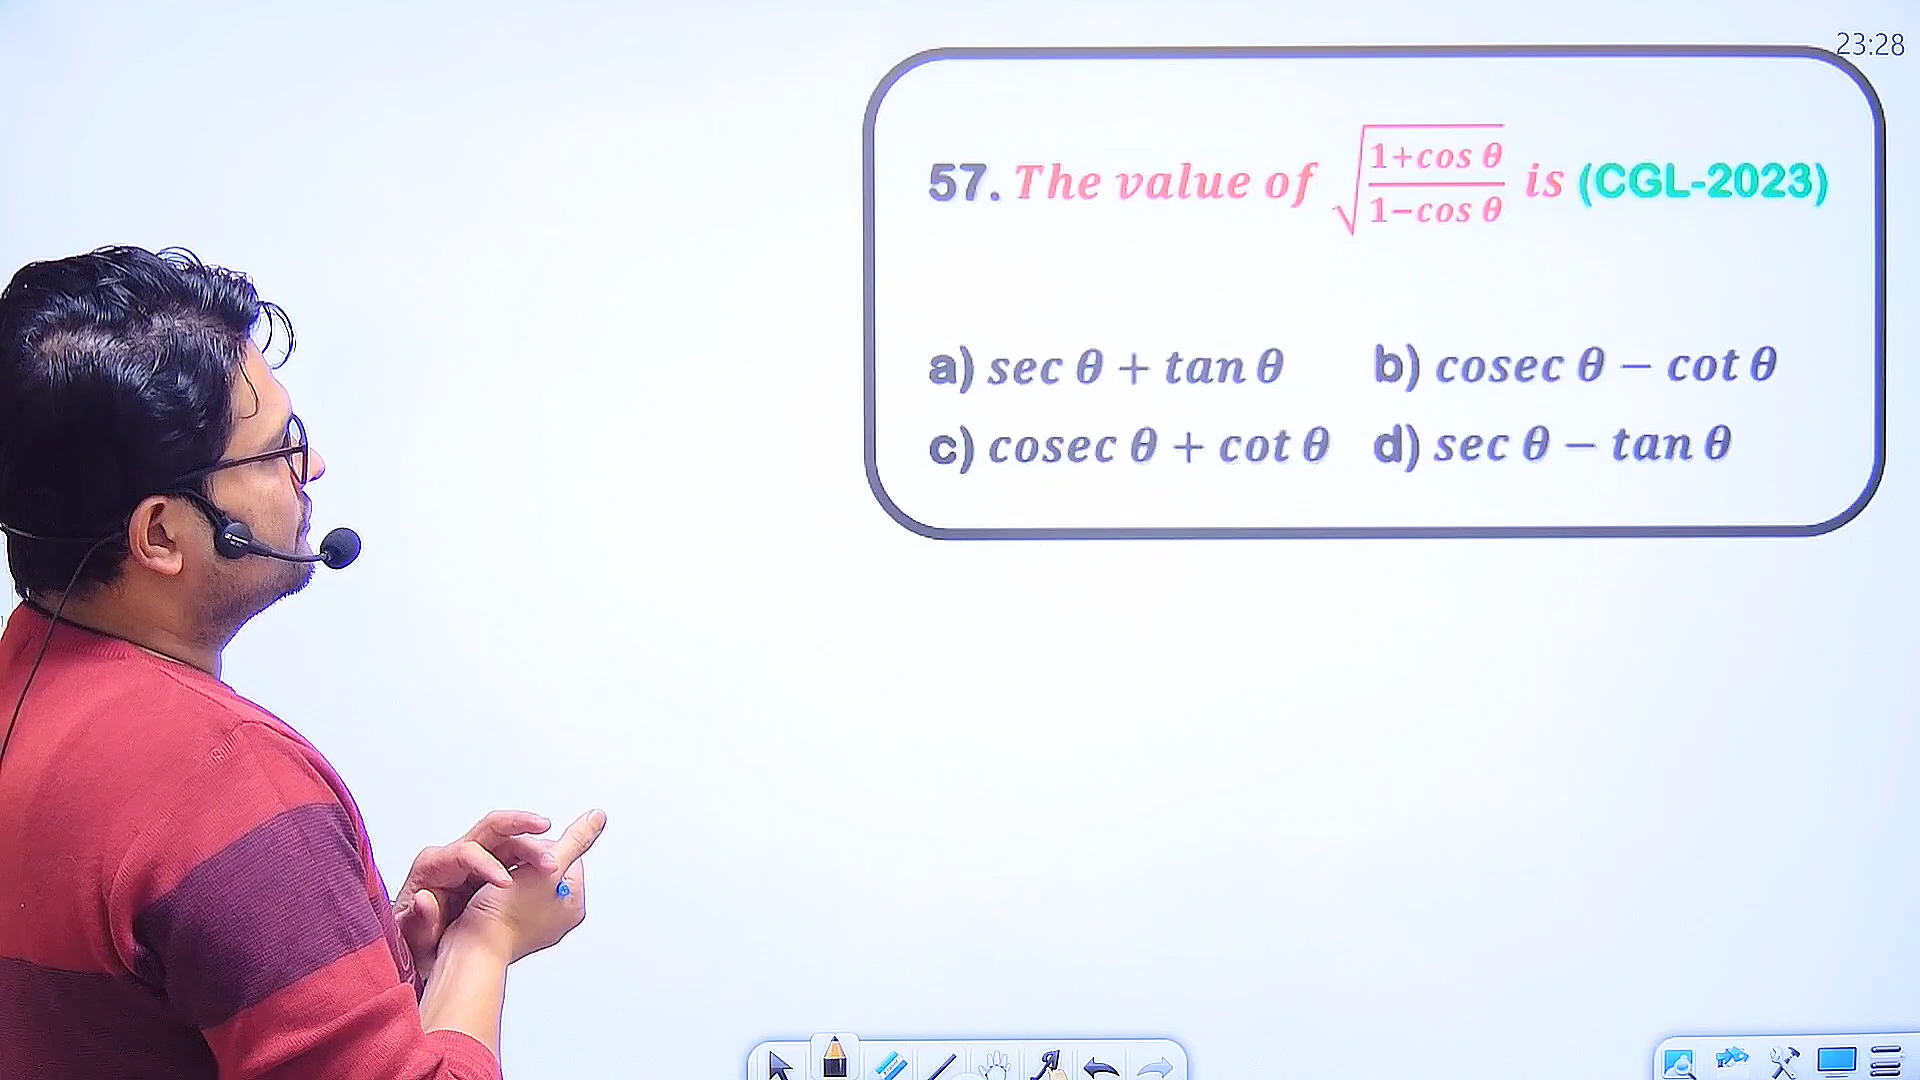 23:28
57. The value of √((1+cos θ)/(1−cos θ)) is (CGL-2023)
a) sec θ + tan θ b) cosec θ − cot θ
c) cosec θ + cot θ d) sec θ − tan θ